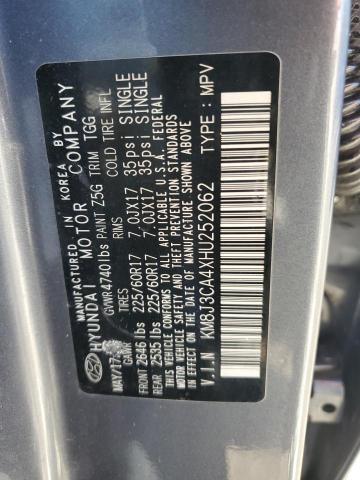 MANUFACTURED IN KOREA BY
HYUNDAI MOTOR COMPANY
MAY/17 GVWR 4740lbs PAINT Z5G TRIM TGG
GAWR TIRES RIMS COLD TIRE INFL
FRONT 2646 lbs 225/60R17 7.0JX17 35psi SINGLE
REAR 2535 lbs 225/60R17 7.0JX17 35psi SINGLE
THIS VEHICLE CONFORMS TO ALL APPLICABLE U.S.A. FEDERAL
MOTOR VEHICLE SAFETY AND BUMPER STANDARDS IN EFFECT
ON THE DATE OF MANUFACTURE SHOWN ABOVE
V.I.N KM8J3CA4XHU252062 TYPE : MPV